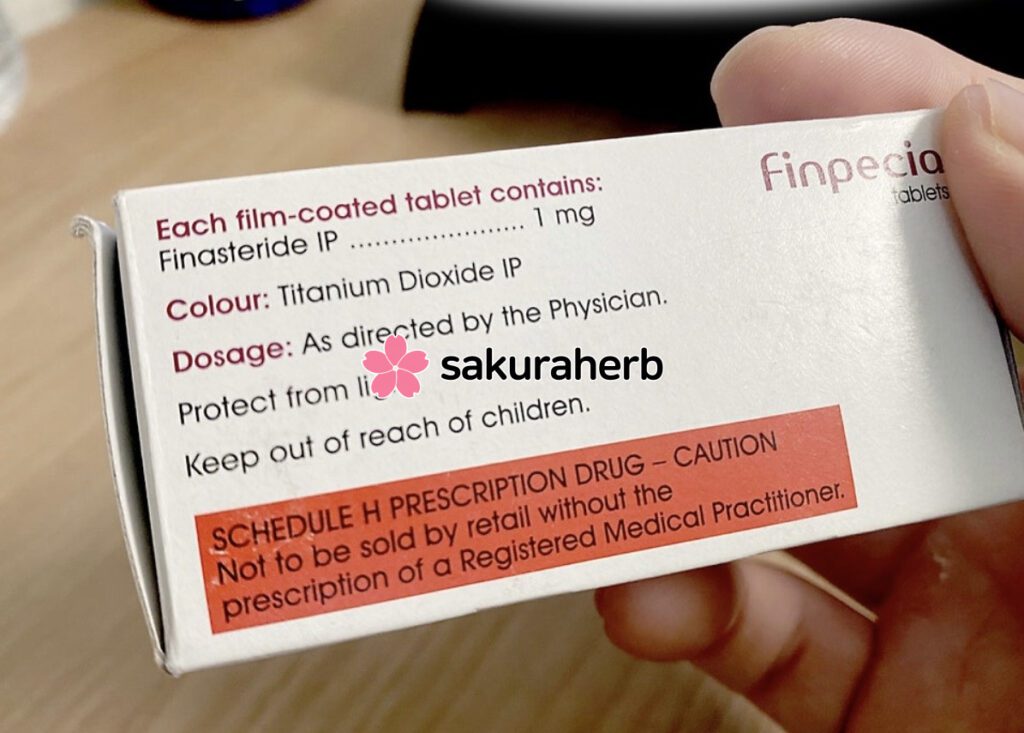 Finpecia
tablets
Each film-coated tablet contains:
Finasteride IP ...................... 1 mg
Colour: Titanium Dioxide IP
Dosage: As directed by the Physician.
sakuraherb
Protect from
Keep out of reach of children.
SCHEDULE H PRESCRIPTION DRUG – CAUTION
Not to be sold by retail without the
prescription of a Registered Medical Practitioner.